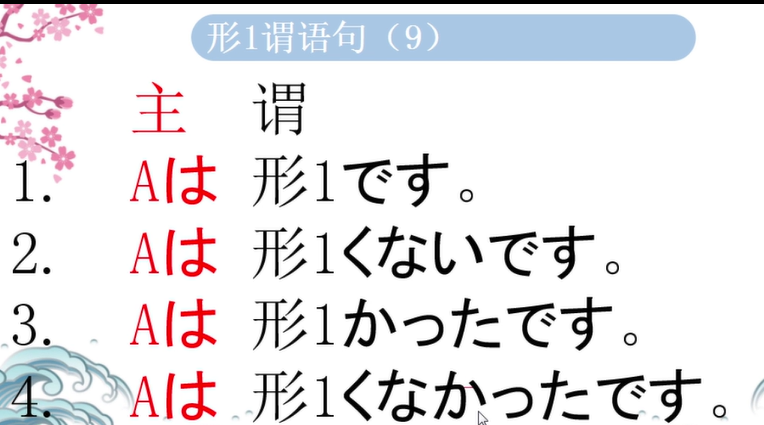 形1谓语句（9）
主 谓
1. Aは 形1です。
2. Aは 形1くないです。
3. Aは 形1かったです。
4. Aは 形1くなかったです。